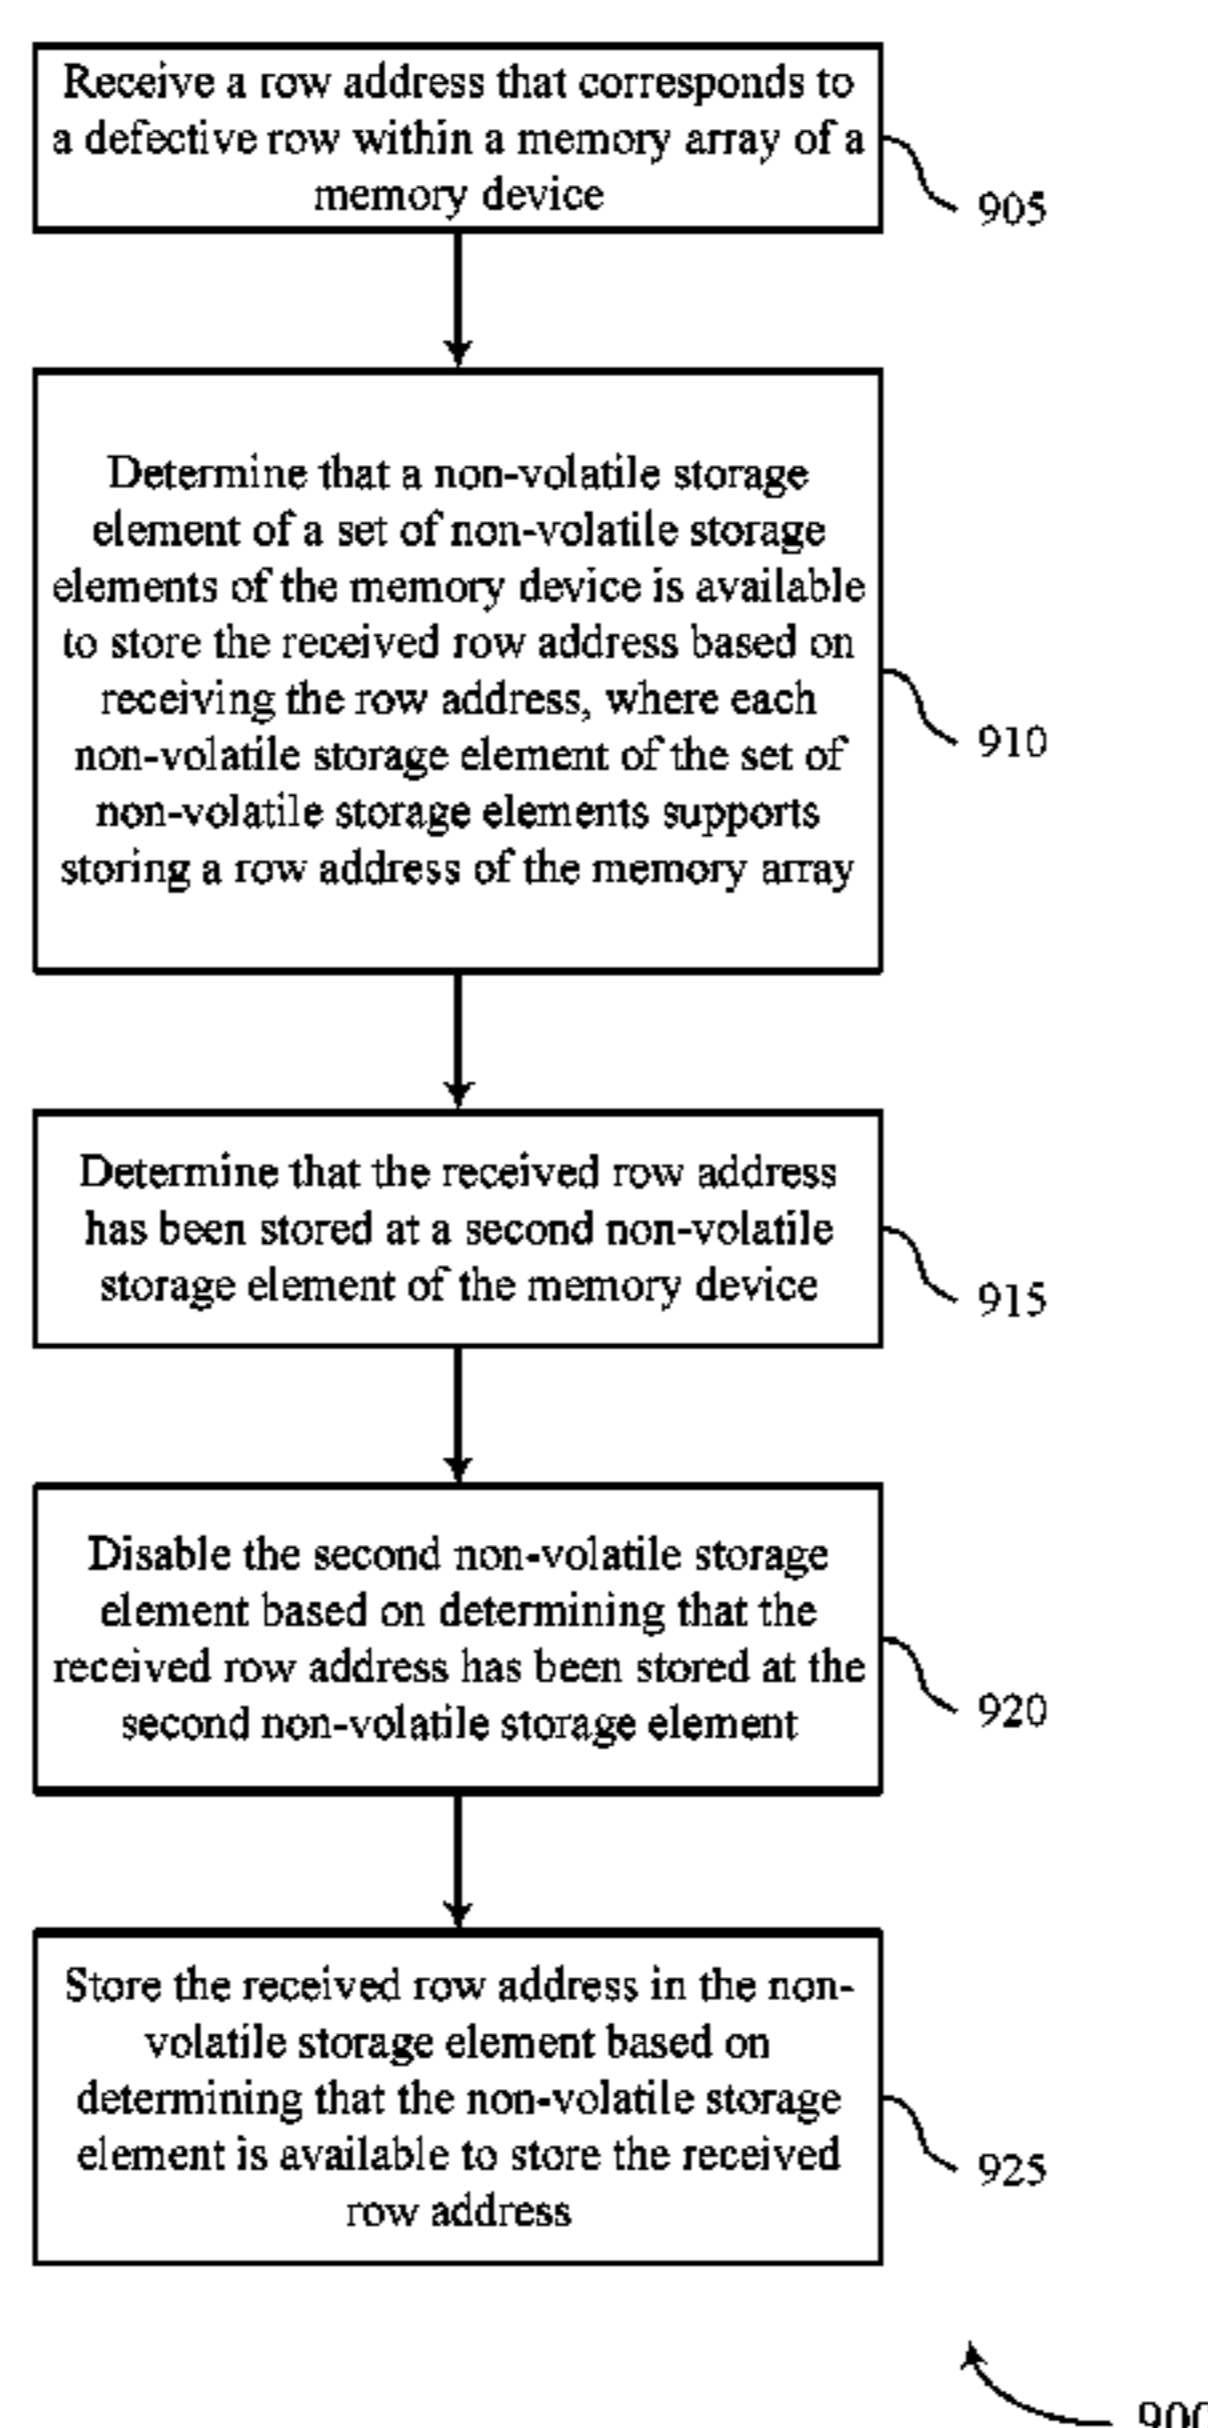 Receive a row address that corresponds to
a defective row within a memory array of a
memory device
905
Determine that a non-volatile storage
element of a set of non-volatile storage
elements of the memory device is available
to store the received row address based on
receiving the row address, where each
non-volatile storage element of the set of
non-volatile storage elements supports
storing a row address of the memory array
910
Determine that the received row address
has been stored at a second non-volatile
storage element of the memory device
915
Disable the second non-volatile storage
element based on determining that the
received row address has been stored at the
second non-volatile storage element
920
Store the received row address in the non-
volatile storage element based on
determining that the non-volatile storage
element is available to store the received
row address
925
900